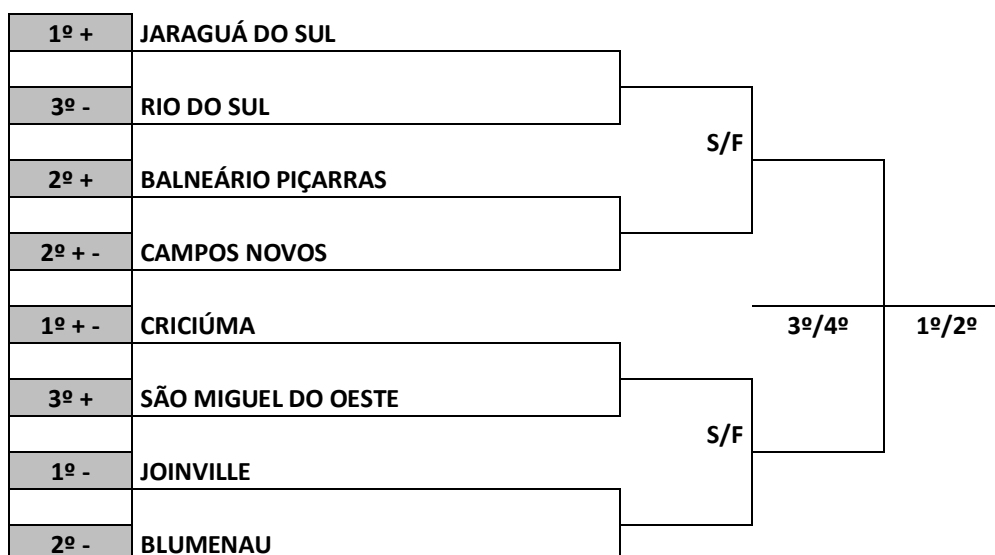 1º + JARAGUÁ DO SUL
3º - RIO DO SUL
S/F
2º + BALNEÁRIO PIÇARRAS
2º + - CAMPOS NOVOS
1º + - CRICIÚMA
3º/4º 1º/2º
3º + SÃO MIGUEL DO OESTE
S/F
1º - JOINVILLE
2º - BLUMENAU